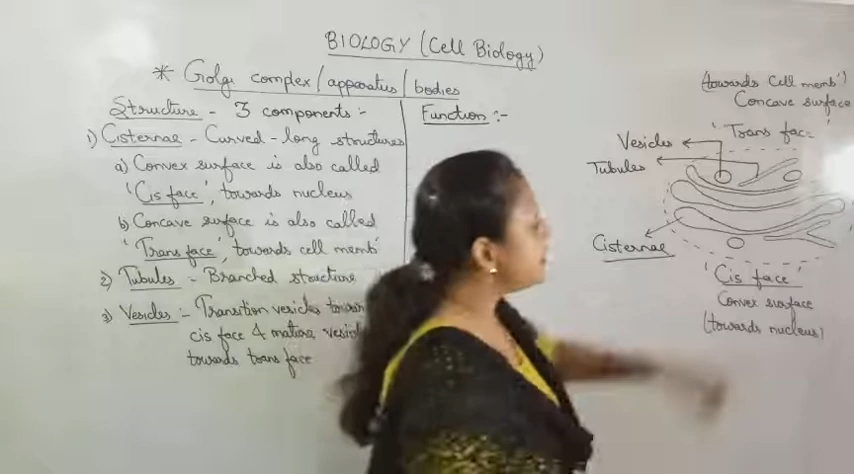 BIOLOGY (Cell Biology)
* Golgi complex / apparatus / bodies
Structure - 3 components :-
1) Cisternae - Curved - long structures
a) Convex surface is also called
'Cis face', towards nucleus
b) Concave surface is also called
'Trans face', towards cell memb'
2) Tubules - Branched structure
3) Vesicles :- Transition vesicles
cis face & mature
towards trans face
Function :-
(towards cell memb')
Concave surface
'Trans face'
Vesicles
Tubules
Cisternae
'Cis face'
Convex surface
(towards nucleus)